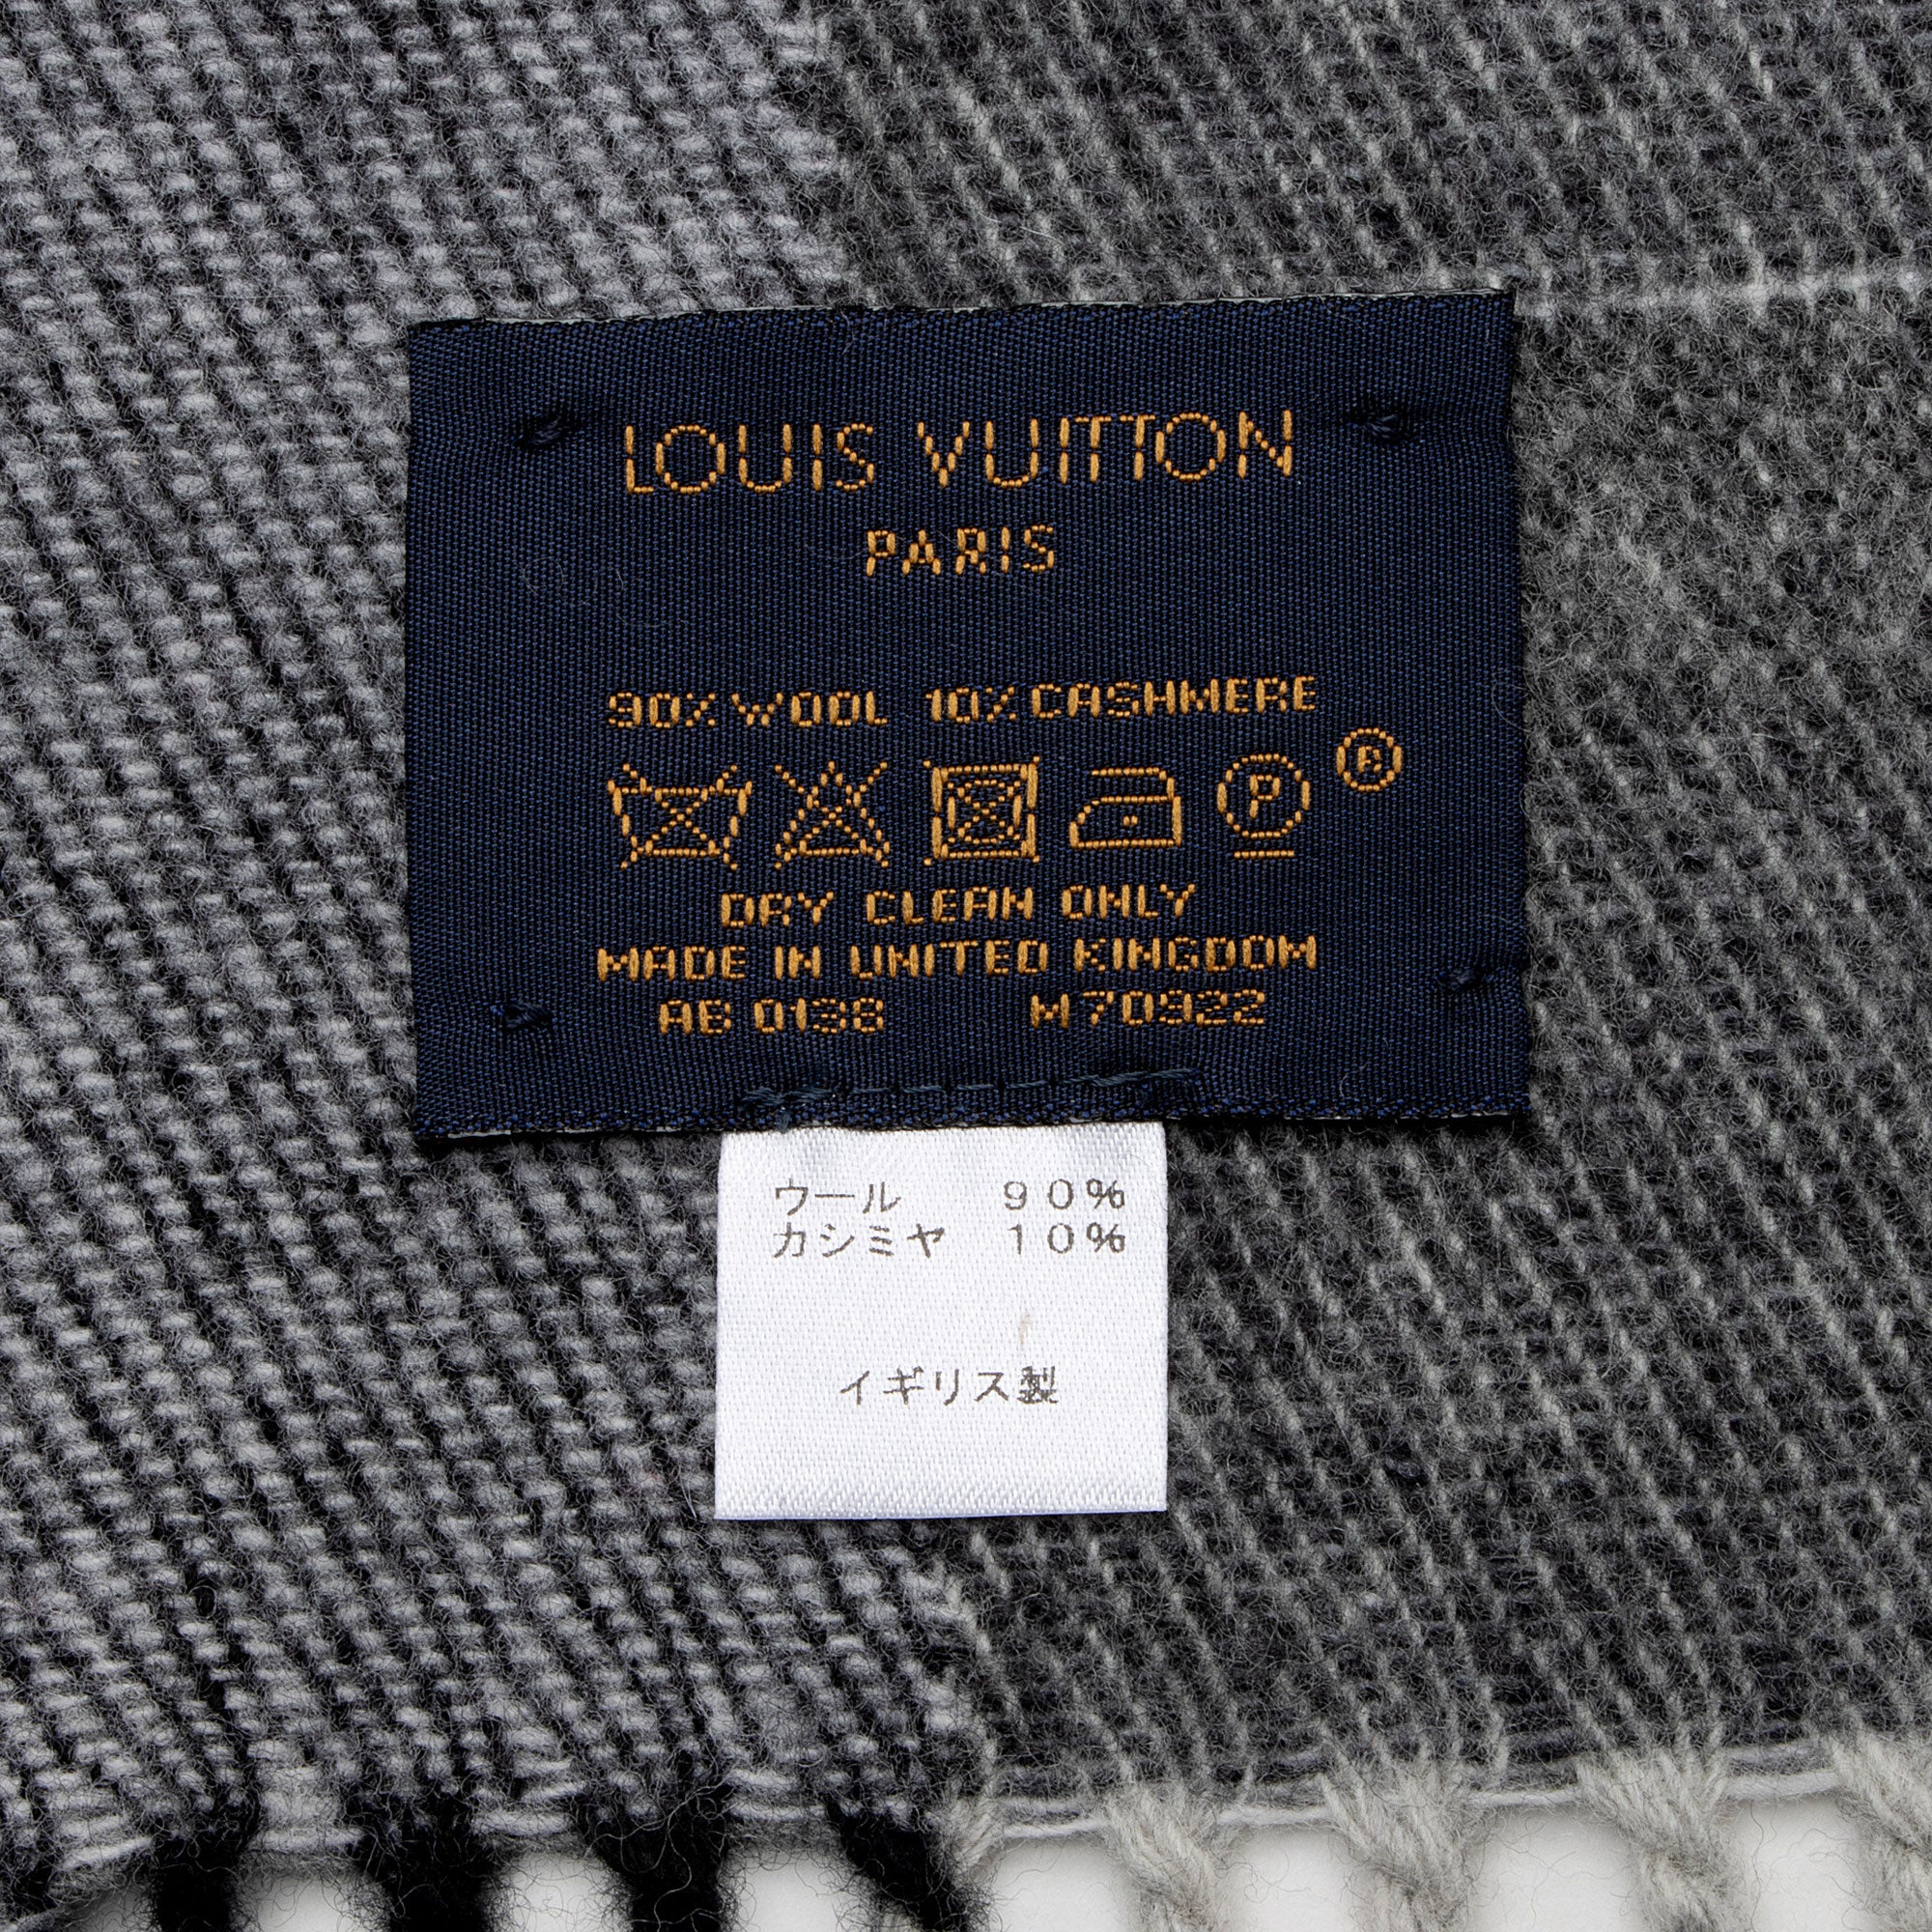 LOUIS VUITTON
PARIS
90% WOOL 10% CASHMERE
P ®
DRY CLEAN ONLY
MADE IN UNITED KINGDOM
AB 0138 M70922
ウール 90%
カシミヤ 10%
イギリス製